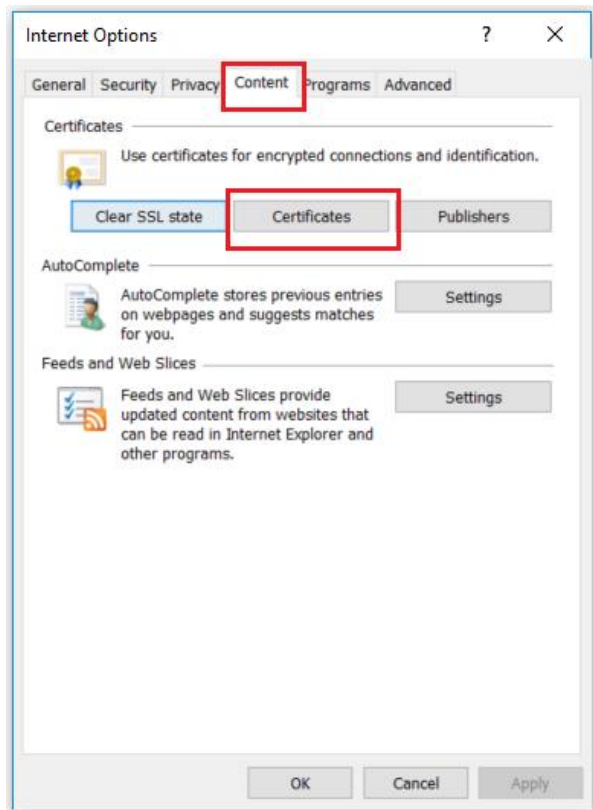 Internet Options ?
General Security Privacy Content Programs Advanced
Certificates
Use certificates for encrypted connections and identification.
Clear SSL state Certificates Publishers
AutoComplete
AutoComplete stores previous entries
on webpages and suggests matches
for you.
Settings
Feeds and Web Slices
Feeds and Web Slices provide
updated content from websites that
can be read in Internet Explorer and
other programs.
Settings
OK Cancel Apply